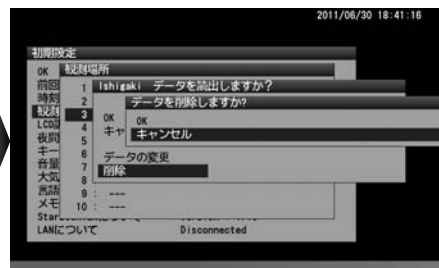 2011/06/30 18:41:16
初期設定
OK 観測場所
前回 1 Ishigaki データを読出しますか?
時刻 2 データを削除しますか?
観測 3 OK OK
LCD 4 キャ キャンセル
夜間 5
キー 6 データの変更
音量 7 削除
大気 8
言語 9 : ---
メモ 10 : ---
Star
LANについて Disconnected